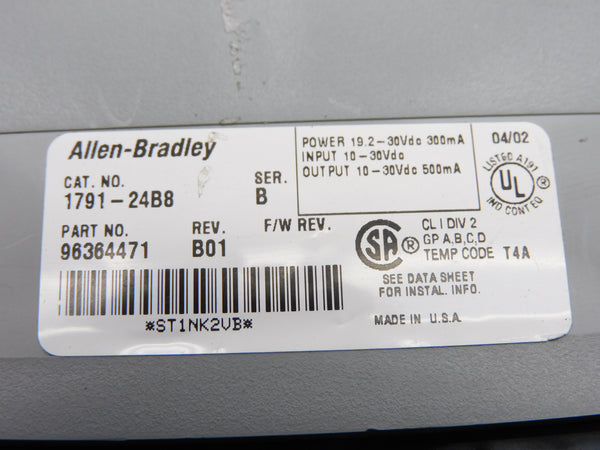 Allen-Bradley
CAT. NO. SER.
1791-24B8 B
PART NO. REV. F/W REV.
96364471 B01
*ST1NK2VB*
POWER 19.2-30Vdc 300mA
INPUT 10-30Vdc
OUTPUT 10-30Vdc 500mA
04/02
LISTED A197
UL ®
IND CONT EQ
SA ®
CL I DIV 2
GP A,B,C,D
TEMP CODE T4A
SEE DATA SHEET
FOR INSTAL. INFO.
MADE IN U.S.A.